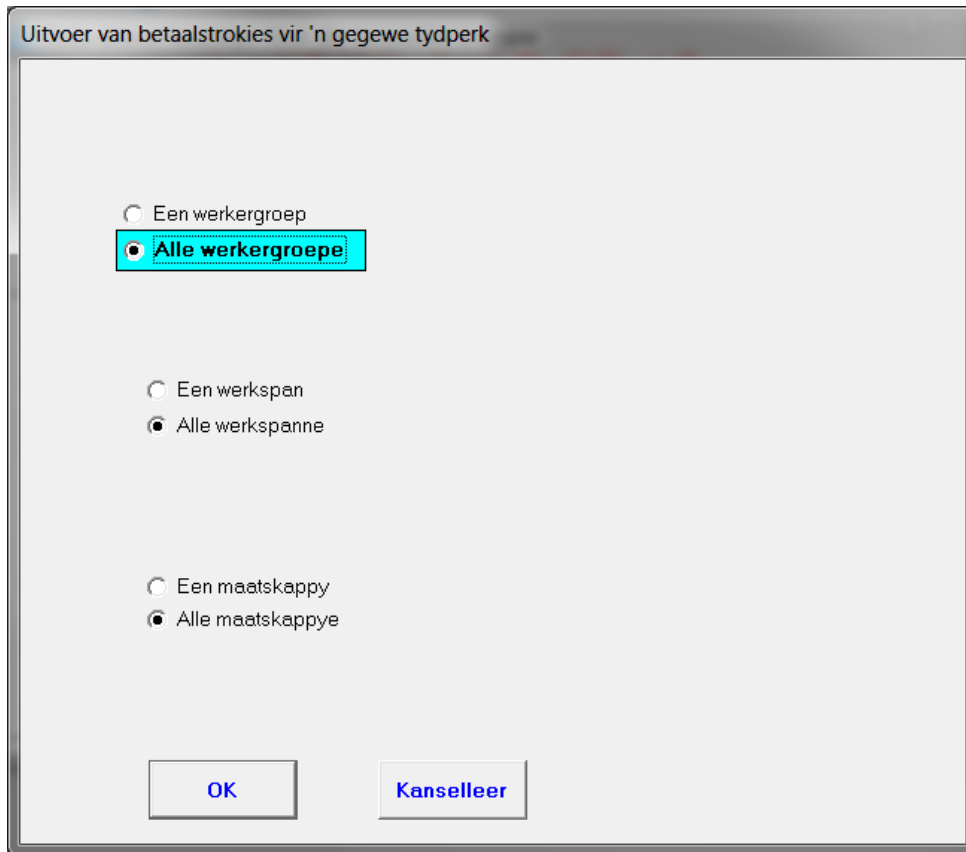 Uitvoer van betaalstrokies vir 'n gegewe tydperk
Een werkergroep
Alle werkergroepe
Een werkspan
Alle werkspanne
Een maatskappy
Alle maatskappye
OK Kanselleer